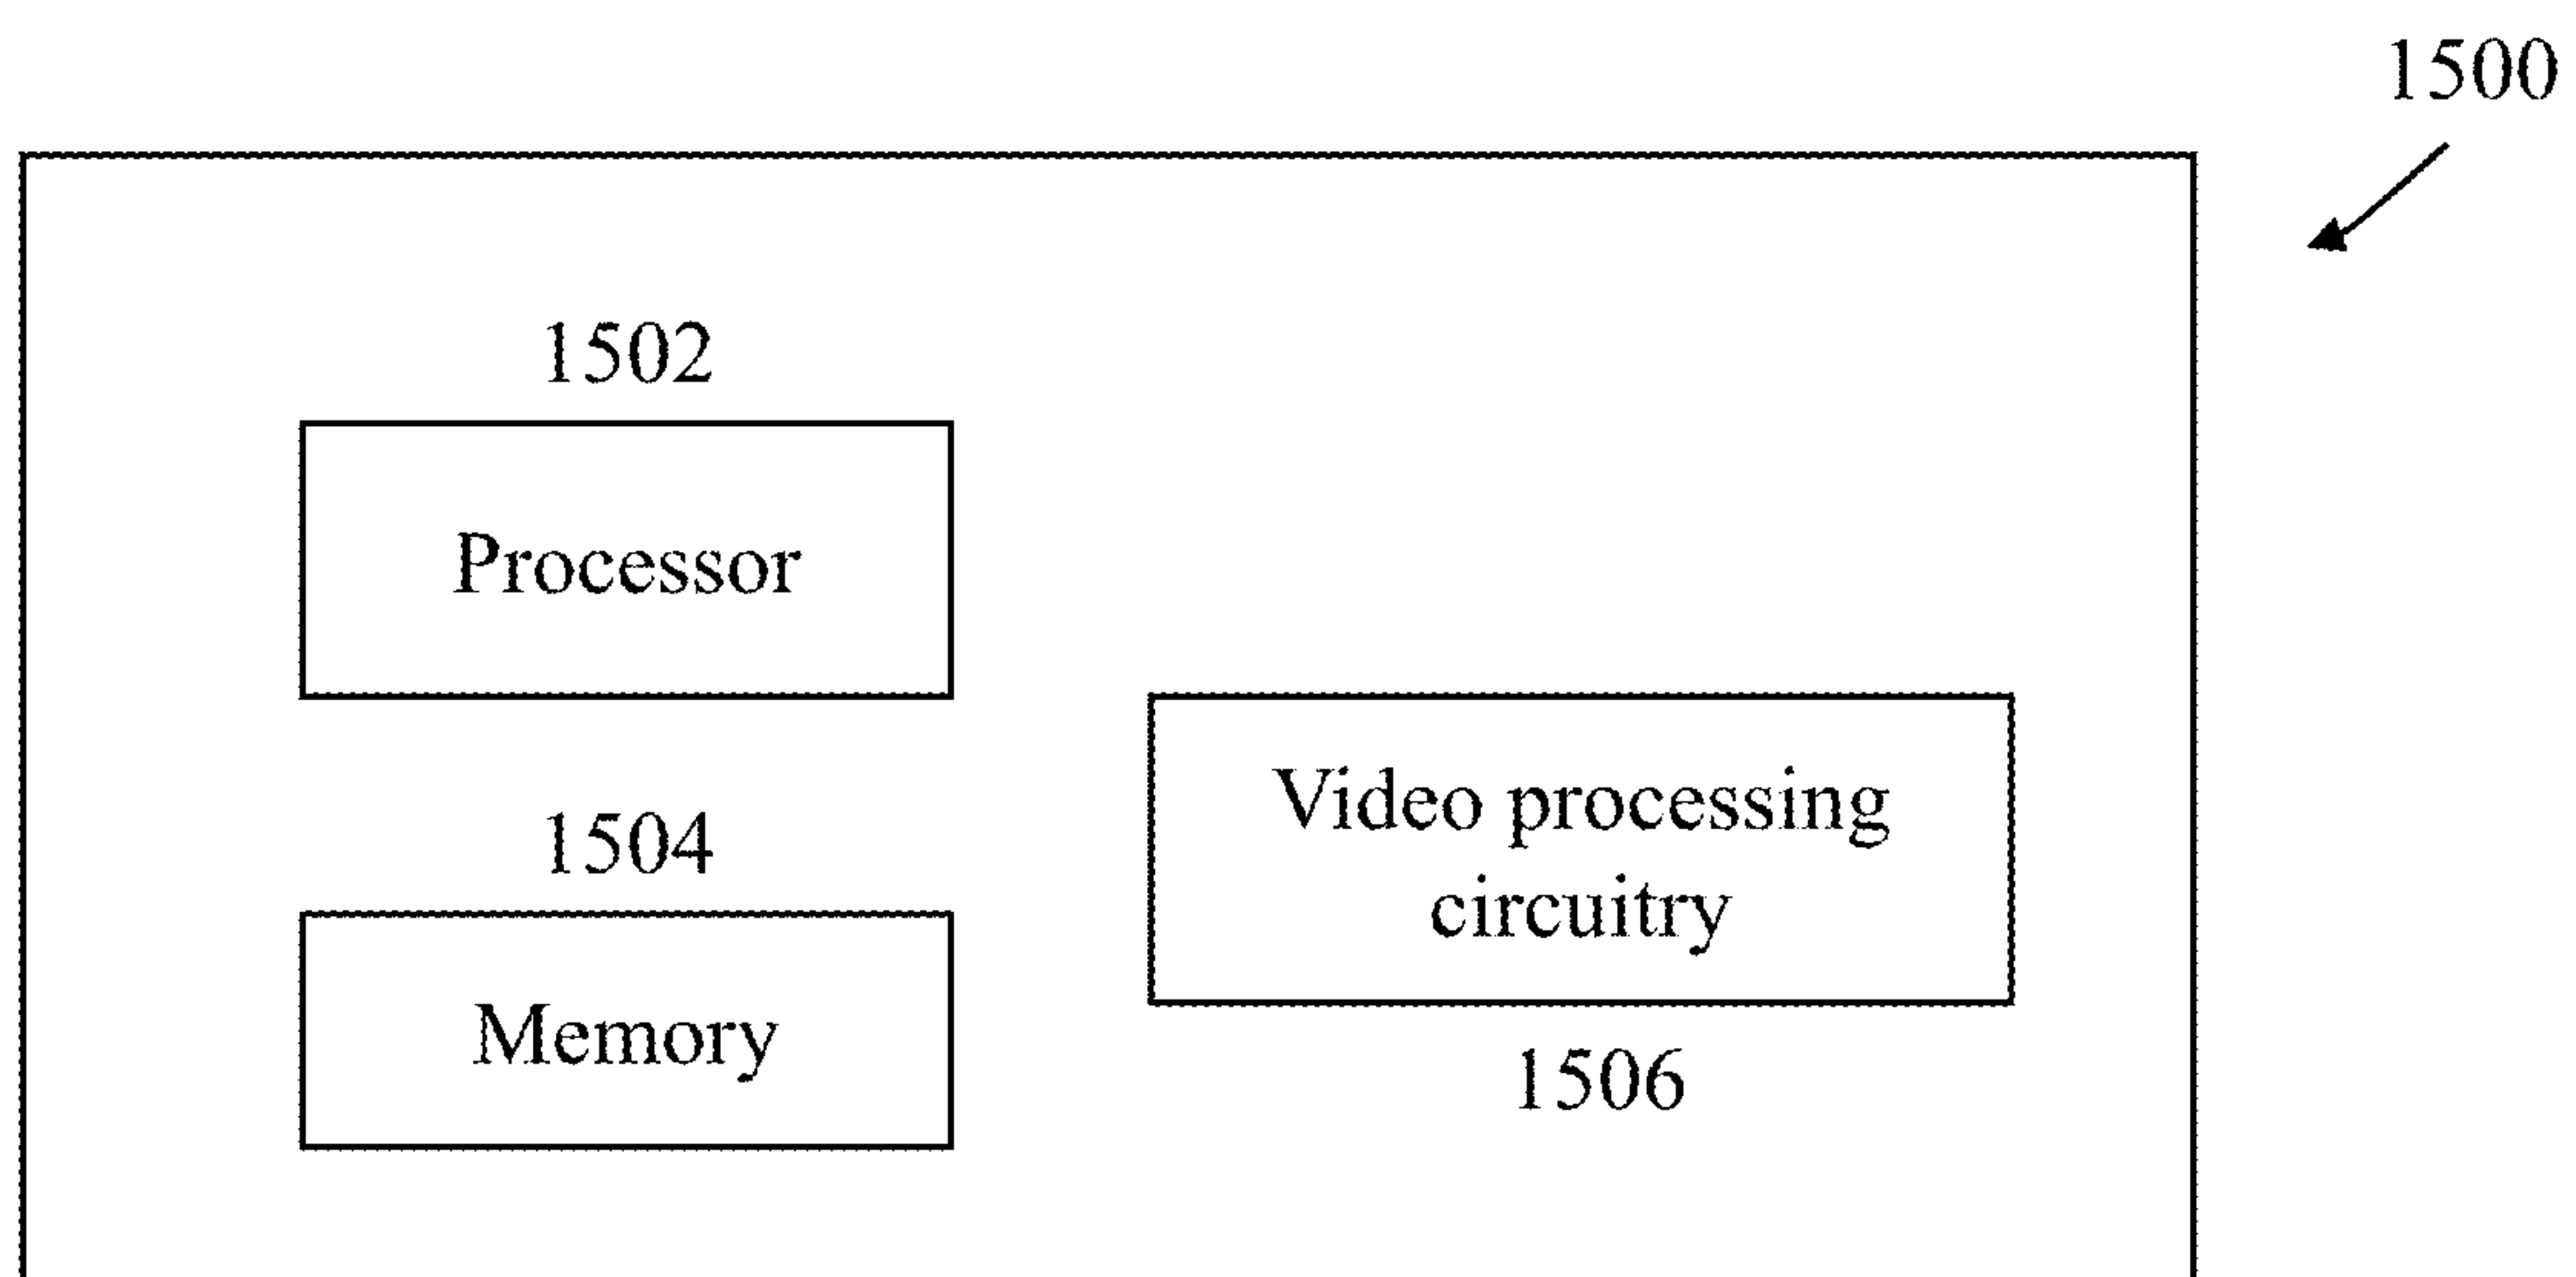 1500
1502
Processor
1504
Memory
Video processing
circuitry
1506